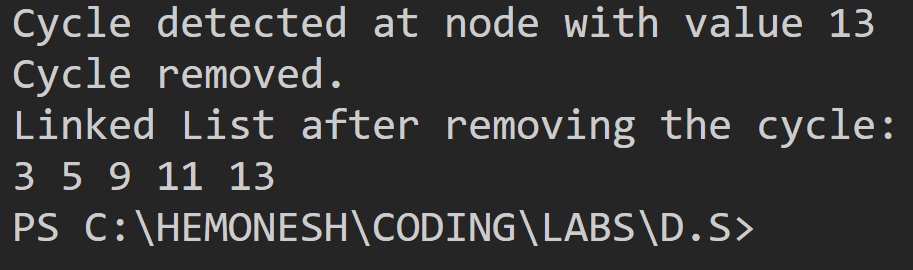 Cycle detected at node with value 13
Cycle removed.
Linked List after removing the cycle:
3 5 9 11 13
PS C:\HEMONESH\CODING\LABS\D.S>